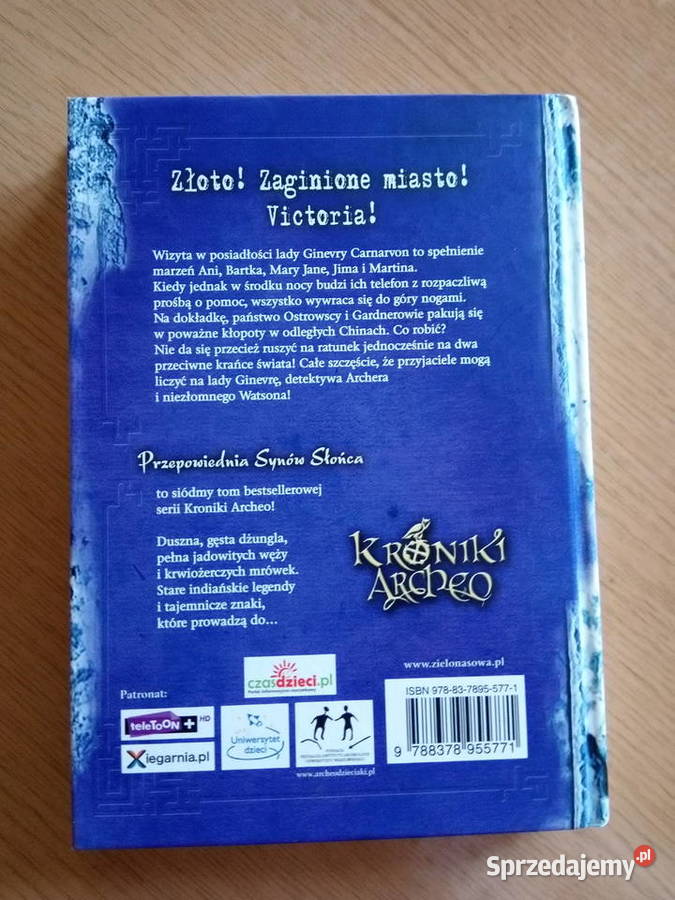 Złoto! Zaginione miasto!
Victoria!
Wizyta w posiadłości lady Ginevry Carnarvon to spełnienie
marzeń Ani, Bartka, Mary Jane, Jima i Martina.
Kiedy jednak w środku nocy budzi ich telefon z rozpaczliwą
prośbą o pomoc, wszystko wywraca się do góry nogami.
Na dokładkę, państwo Ostrowscy i Gardnerowie pakują się
w poważne kłopoty w odległych Chinach. Co robić?
Nie da się przecież ruszyć na ratunek jednocześnie na dwa
przeciwne krańce świata! Całe szczęście, że przyjaciele mogą
liczyć na lady Ginevrę, detektywa Archera
i niezłomnego Watsona!
Przepowiednia Synów Słońca
to siódmy tom bestsellerowej
serii Kroniki Archeo!
Duszna, gęsta dżungla,
pełna jadowitych węży
i krwiożerczych mrówek.
Stare indiańskie legendy
i tajemnicze znaki,
które prowadzą do...
Kroniki
Archeo
czasdzieci.pl
www.zielonasowa.pl
Patronat:
teleTOON+ HD
Xiegarnia.pl
Uniwersytet
dzieci
www.archeodzieciaki.pl
ISBN 978-83-7895-577-1
9 788378 955771
Sprzedajemy.pl